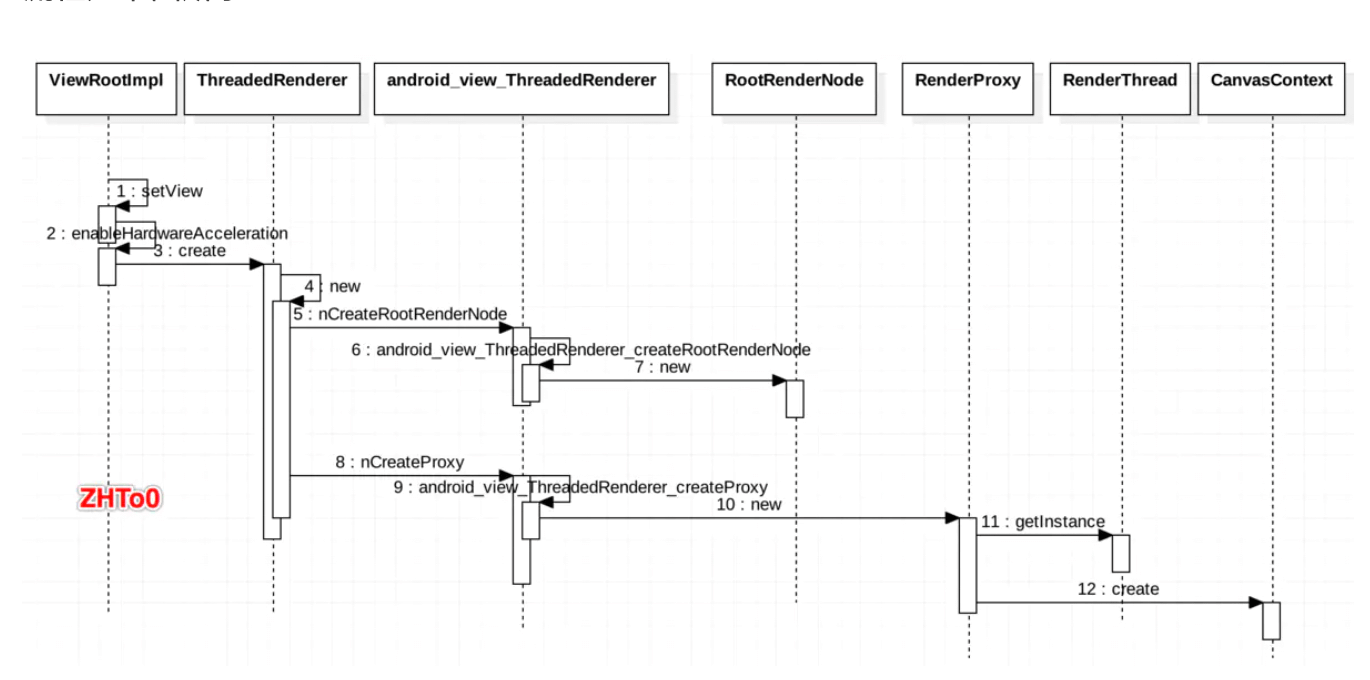 ViewRootImpl
ThreadedRenderer
android_view_ThreadedRenderer
RootRenderNode
RenderProxy
RenderThread
CanvasContext
1 : setView
2 : enableHardwareAcceleration
3 : create
4 : new
5 : nCreateRootRenderNode
6 : android_view_ThreadedRenderer_createRootRenderNode
7 : new
8 : nCreateProxy
9 : android_view_ThreadedRenderer_createProxy
ZHTo0
10 : new
11 : getInstance
12 : create